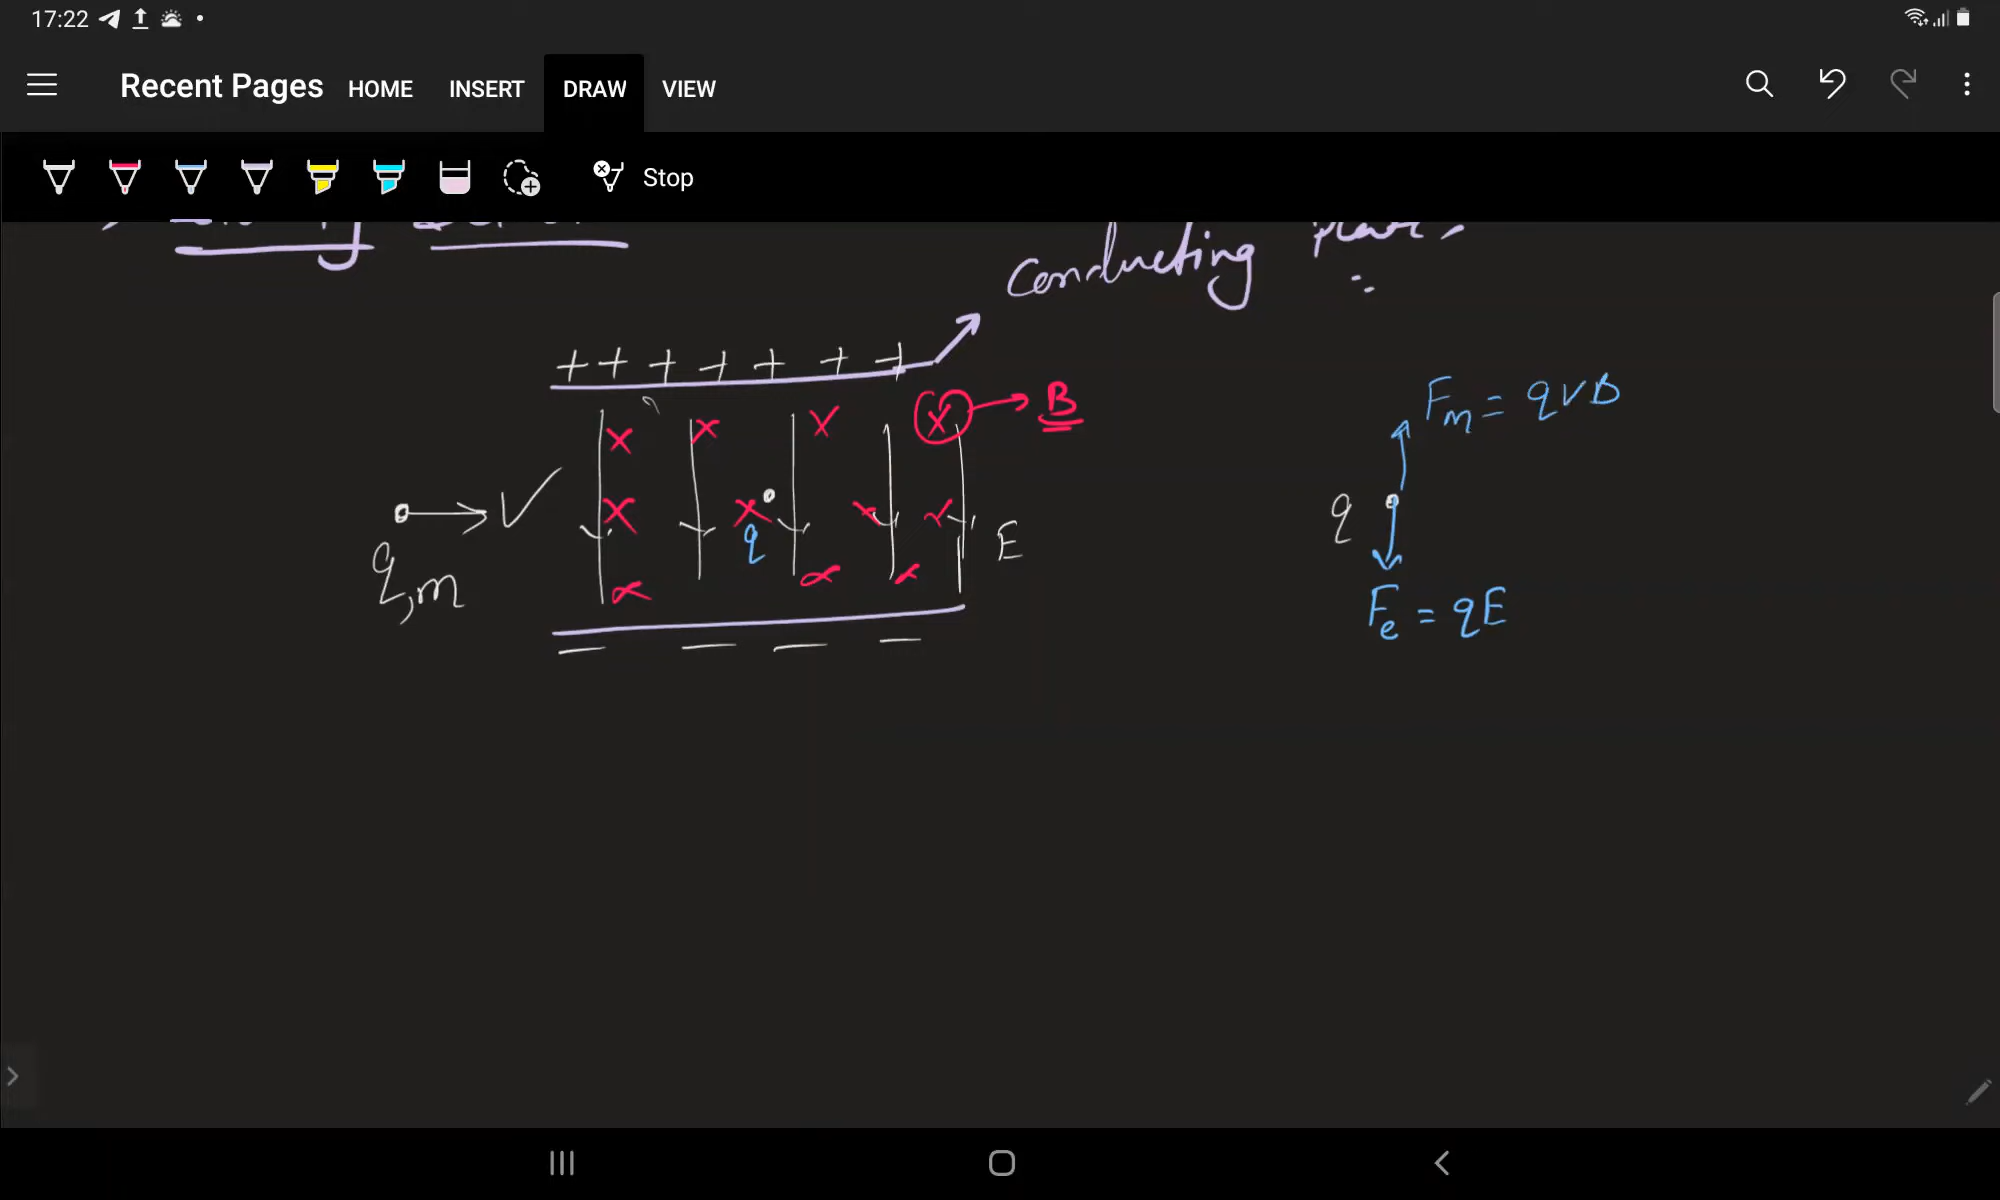 17:22
Recent Pages HOME INSERT DRAW VIEW
Stop
Conducting
+ + + + + + +
X X X X → B
q, m → V X X X X E
q
X X X
— — — —
Fm = qvB
q
Fe = qE